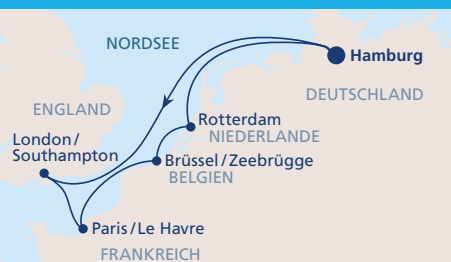 NORDSEE
Hamburg
DEUTSCHLAND
ENGLAND
Rotterdam
NIEDERLANDE
London/
Southampton
Brüssel/Zeebrügge
BELGIEN
Paris/Le Havre
FRANKREICH